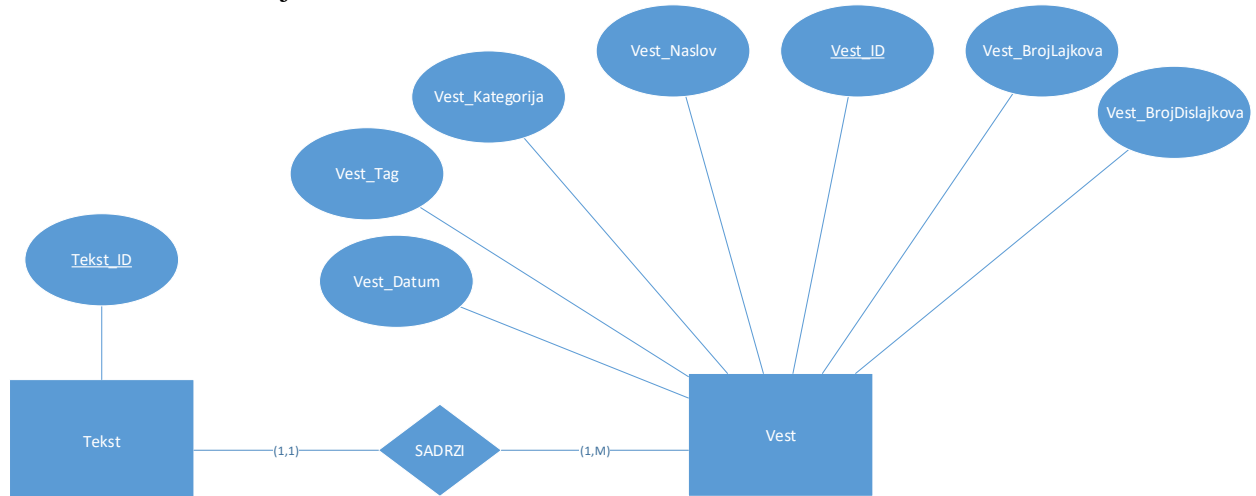 Vest_Naslov
Vest_ID
Vest_BrojLajkova
Vest_Kategorija
Vest_BrojDislajkova
Vest_Tag
Tekst_ID
Vest_Datum
Tekst
(1,1)
SADRZI
(1,M)
Vest